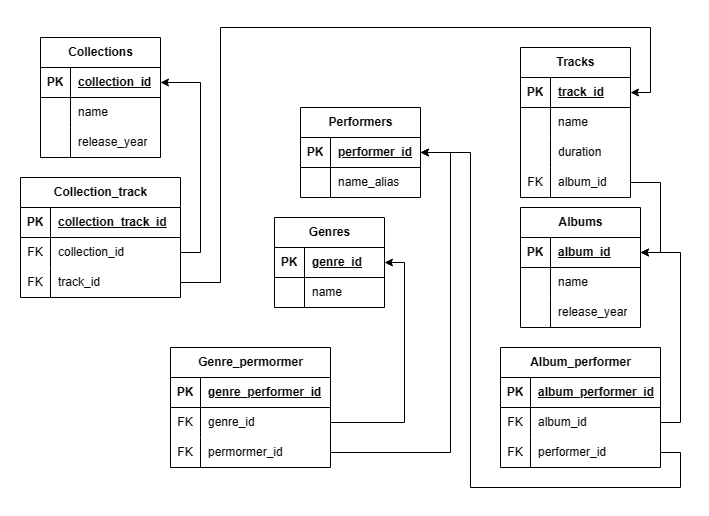 Collections
PK collection_id
name
release_year
Collection_track
PK collection_track_id
FK collection_id
FK track_id
Performers
PK performer_id
name_alias
Genres
PK genre_id
name
Genre_permormer
PK genre_performer_id
FK genre_id
FK permormer_id
Tracks
PK track_id
name
duration
FK album_id
Albums
PK album_id
name
release_year
Album_performer
PK album_performer_id
FK album_id
FK performer_id